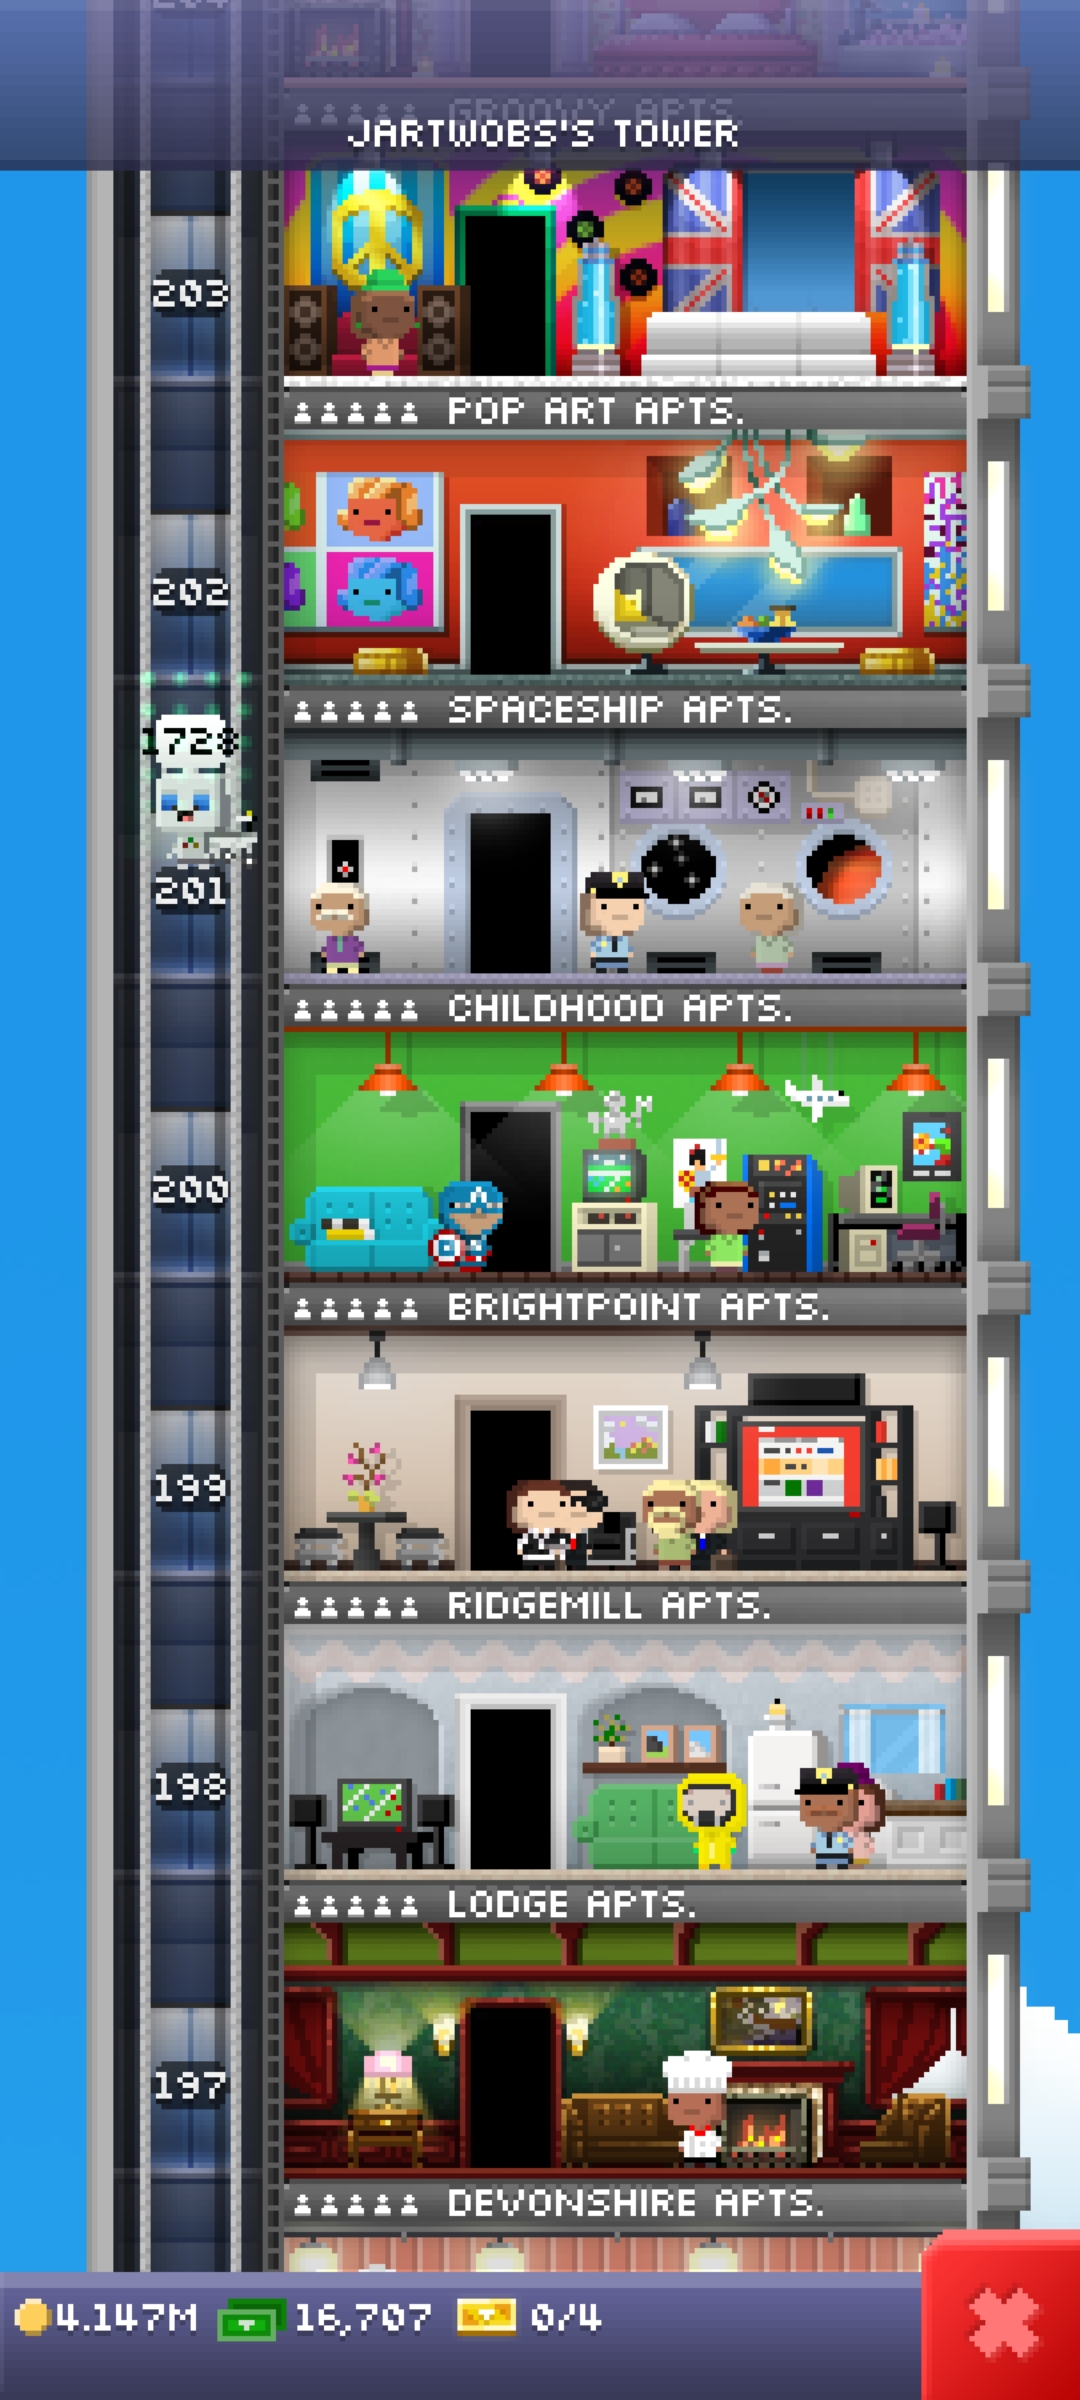 GROOVY APTS.
JARTWOBS'S TOWER
203
POP ART APTS.
202
SPACESHIP APTS.
1728
201
CHILDHOOD APTS.
200
BRIGHTPOINT APTS.
199
RIDGEMILL APTS.
198
LODGE APTS.
197
DEVONSHIRE APTS.
4.147M 16,707 0/4